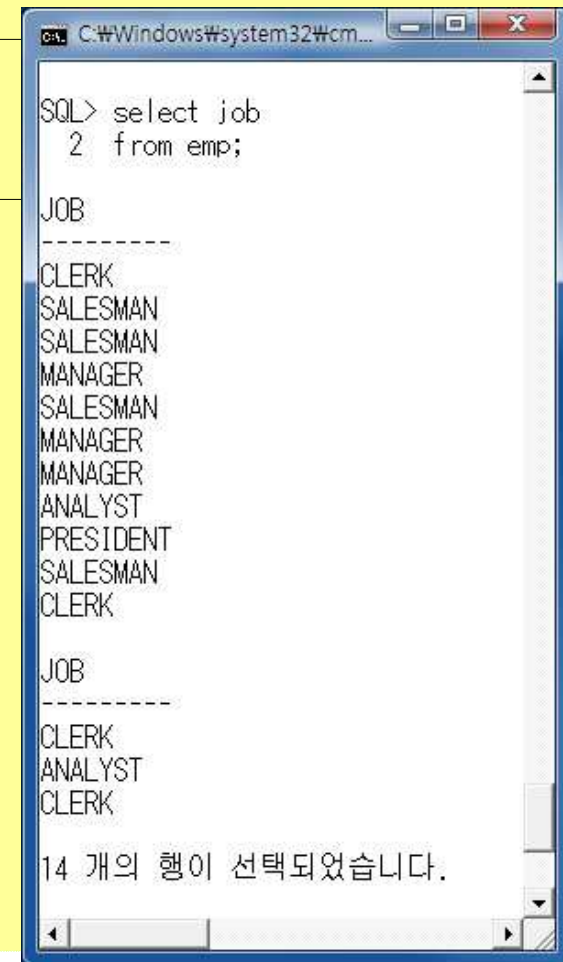 C:₩Windows₩system32₩cm...
SQL> select job
2 from emp;
JOB
---------
CLERK
SALESMAN
SALESMAN
MANAGER
SALESMAN
MANAGER
MANAGER
ANALYST
PRESIDENT
SALESMAN
CLERK
JOB
---------
CLERK
ANALYST
CLERK
14 개의 행이 선택되었습니다.